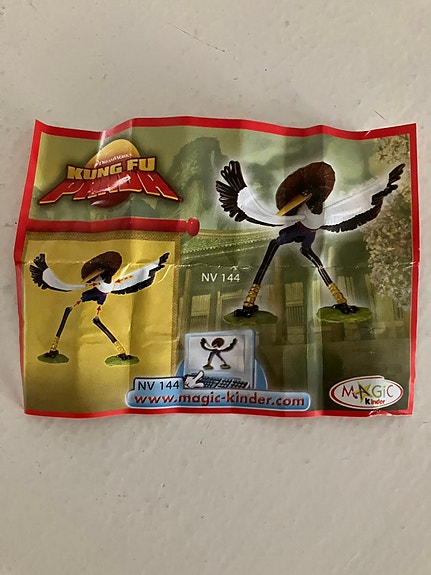 DreamWorks
KUNG FU
PANDA
NV 144
NV 144
www.magic-kinder.com
MAGiC
Kinder